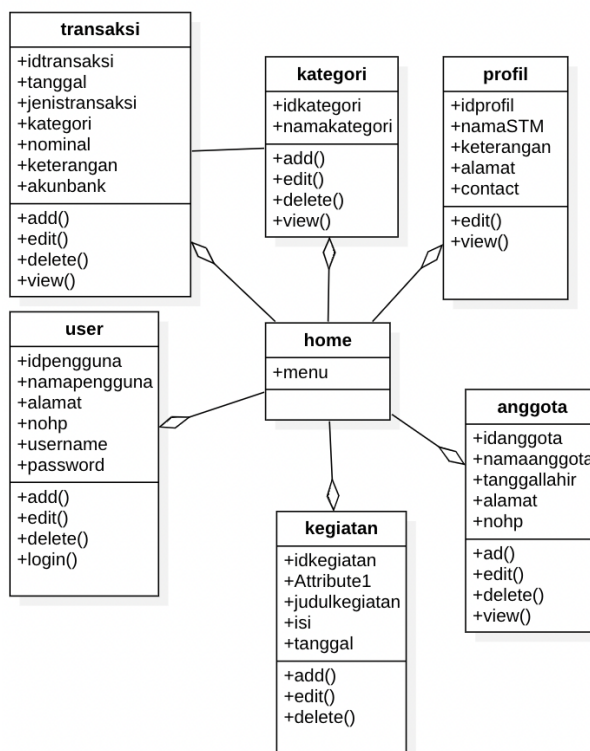 transaksi
+idtransaksi
+tanggal
+jenistransaksi
+kategori
+nominal
+keterangan
+akunbank
+add()
+edit()
+delete()
+view()
kategori
+idkategori
+namakategori
+add()
+edit()
+delete()
+view()
profil
+idprofil
+namaSTM
+keterangan
+alamat
+contact
+edit()
+view()
user
+idpengguna
+namapengguna
+alamat
+nohp
+username
+password
+add()
+edit()
+delete()
+login()
home
+menu
anggota
+idanggota
+namaanggota
+tanggallahir
+alamat
+nohp
+ad()
+edit()
+delete()
+view()
kegiatan
+idkegiatan
+Attribute1
+judulkegiatan
+isi
+tanggal
+add()
+edit()
+delete()